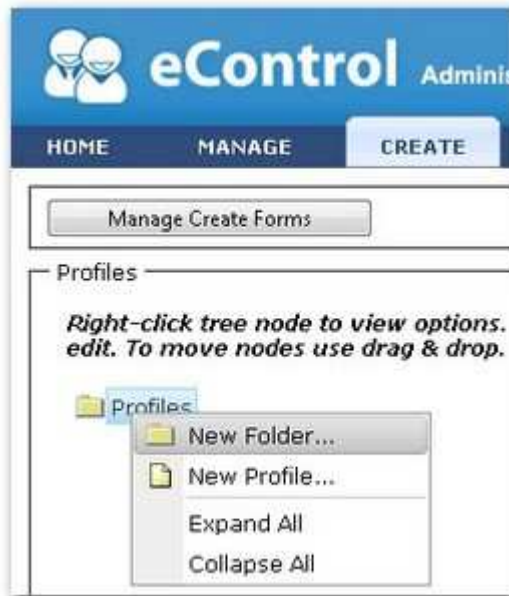 eControl Adminis
HOME MANAGE CREATE
Manage Create Forms
Profiles
Right-click tree node to view options.
edit. To move nodes use drag & drop.
Profiles
New Folder...
New Profile...
Expand All
Collapse All